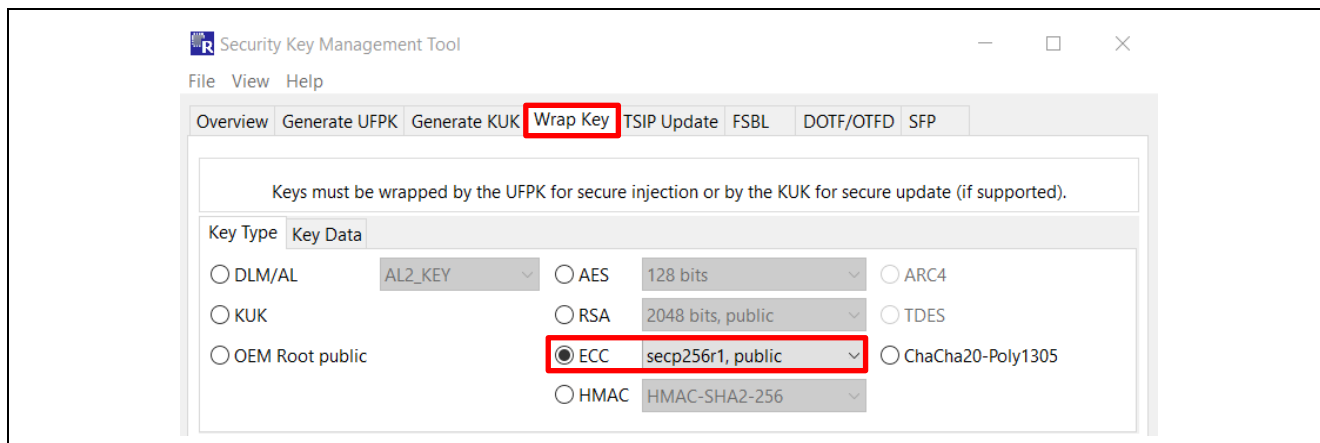 Security Key Management Tool
File View Help
Overview Generate UFPK Generate KUK Wrap Key TSIP Update FSBL DOTF/OTFD SFP
Keys must be wrapped by the UFPK for secure injection or by the KUK for secure update (if supported).
Key Type Key Data
DLM/AL AL2_KEY AES 128 bits ARC4
KUK RSA 2048 bits, public TDES
OEM Root public ECC secp256r1, public ChaCha20-Poly1305
HMAC HMAC-SHA2-256